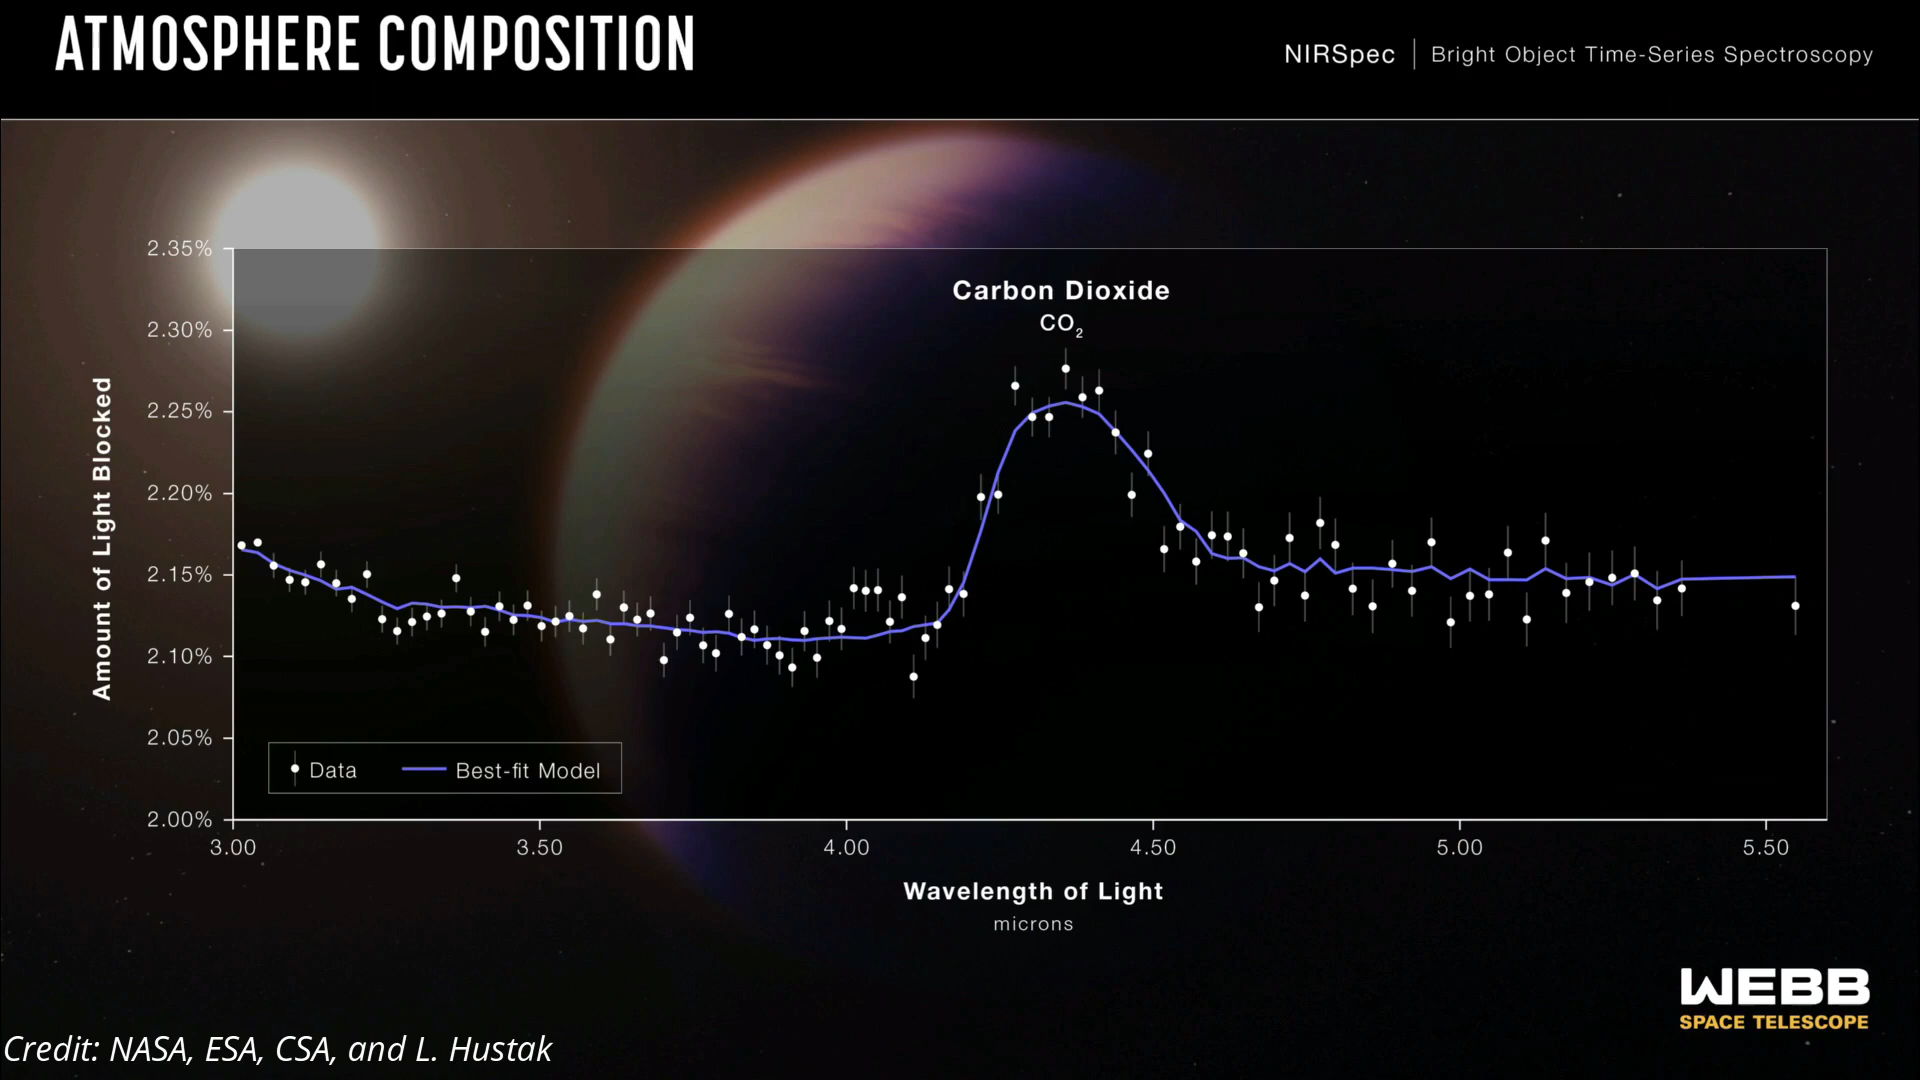 ATMOSPHERE COMPOSITION
NIRSpec | Bright Object Time-Series Spectroscopy
2.35%
2.30%
2.25%
2.20%
2.15%
2.10%
2.05%
2.00%
Amount of Light Blocked
Carbon Dioxide
CO₂
Data
Best-fit Model
3.00 3.50 4.00 4.50 5.00 5.50
Wavelength of Light
microns
WEBB
SPACE TELESCOPE
Credit: NASA, ESA, CSA, and L. Hustak